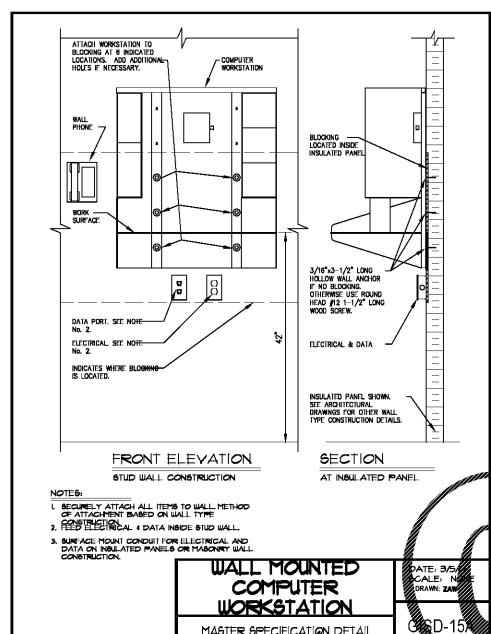 ATTACH WORKSTATION TO
BLOCKING AT 6 INDICATED
LOCATIONS. ADD ADDITIONAL
HOLES IF NECESSARY.
COMPUTER
WORKSTATION
WALL
PHONE
WORK
SURFACE
DATA PORT. SEE NOTE
No. 2.
ELECTRICAL. SEE NOTE
No. 2.
INDICATES WHERE BLOCKING
IS LOCATED.
42"
BLOCKING
LOCATED INSIDE
INSULATED PANEL
3/16"x3-1/2" LONG
HOLLOW WALL ANCHOR
IF NO BLOCKING.
OTHERWISE USE ROUND
HEAD #12 1-1/2" LONG
WOOD SCREW.
ELECTRICAL & DATA
INSULATED PANEL SHOWN.
SEE ARCHITECTURAL
DRAWINGS FOR OTHER WALL
TYPE CONSTRUCTION DETAILS.
FRONT ELEVATION
STUD WALL CONSTRUCTION
SECTION
AT INSULATED PANEL
NOTES:
1. SECURELY ATTACH ALL ITEMS TO WALL. METHOD
OF ATTACHMENT BASED ON WALL TYPE
CONSTRUCTION.
2. FEED ELECTRICAL & DATA INSIDE STUD WALL.
3. SURFACE MOUNT CONDUIT FOR ELECTRICAL AND
DATA ON INSULATED PANELS OR MASONRY WALL
CONSTRUCTION.
WALL MOUNTED
COMPUTER
WORKSTATION
MASTER SPECIFICATION DETAIL
DATE: 3/5/
SCALE: NONE
DRAWN: ZAW
GISD-15A